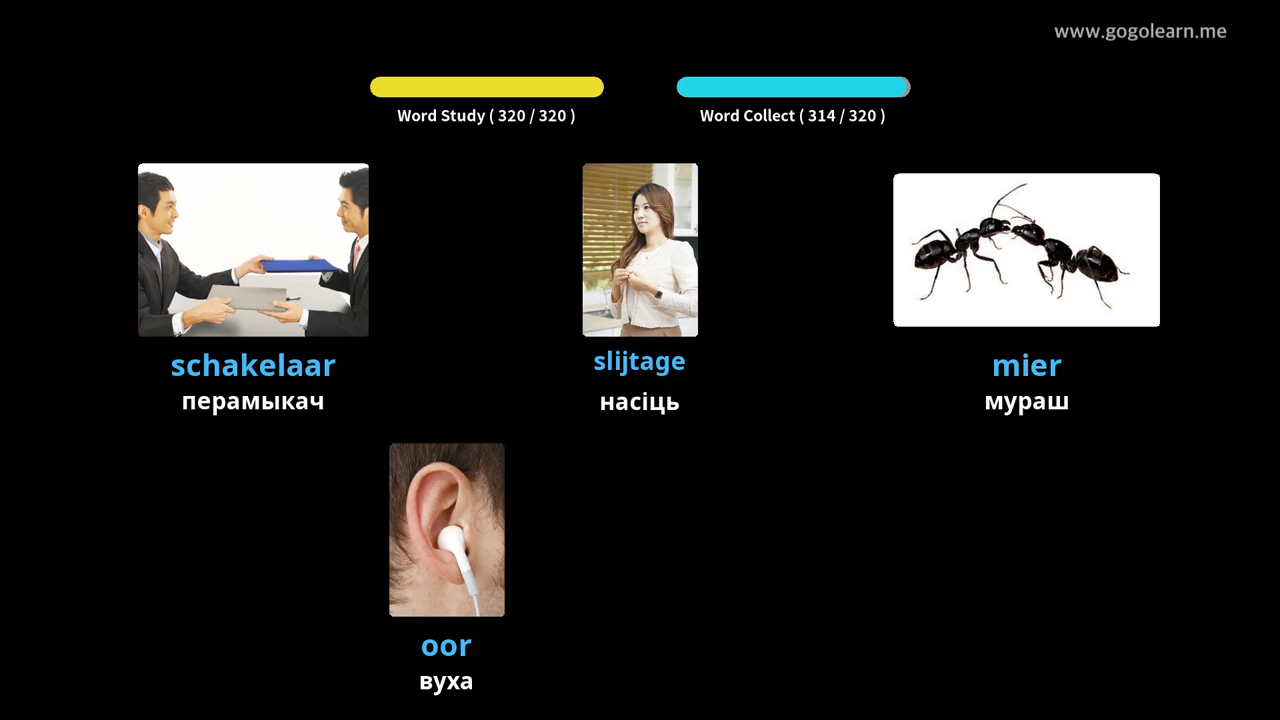 www.gogolearn.me
Word Study ( 320 / 320 )
Word Collect ( 314 / 320 )
schakelaar
перамыкач
slijtage
насіць
mier
мураш
oor
вуха